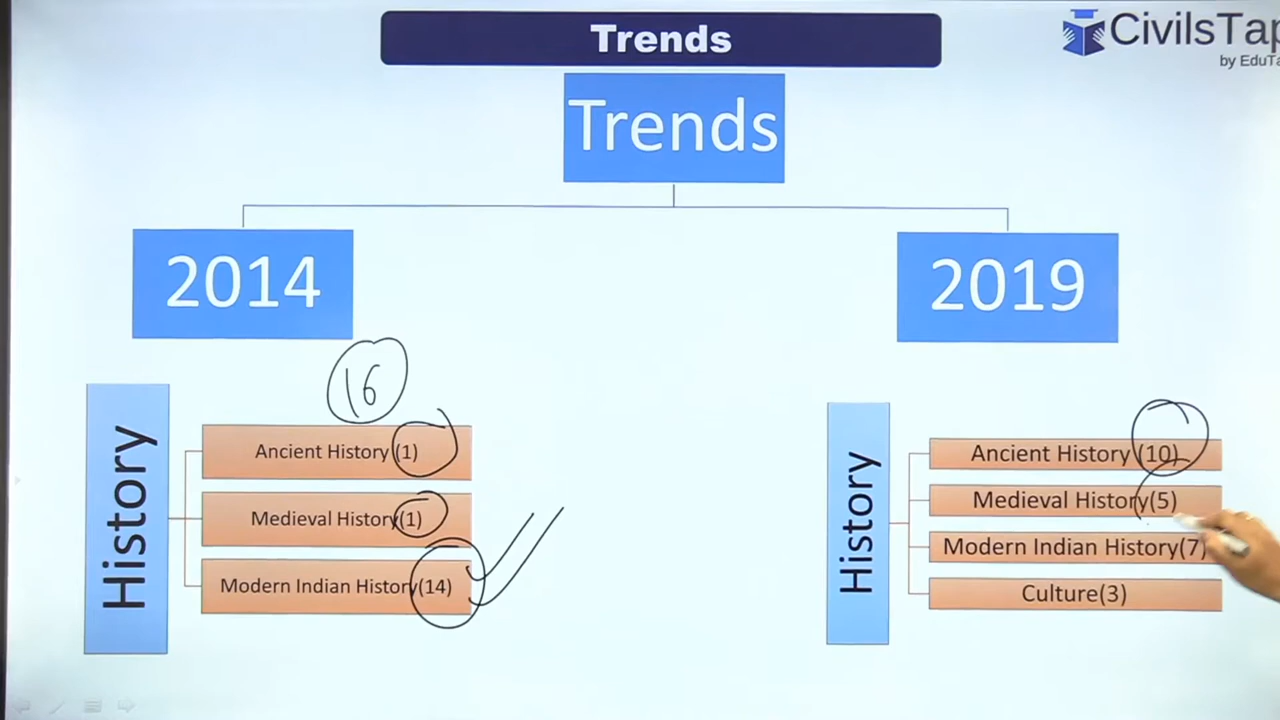 Trends
CivilsTap
by EduTa
Trends
2014
2019
16
History
Ancient History (1)
Medieval History(1)
Modern Indian History(14)
History
Ancient History (10)
Medieval History(5)
Modern Indian History(7)
Culture(3)